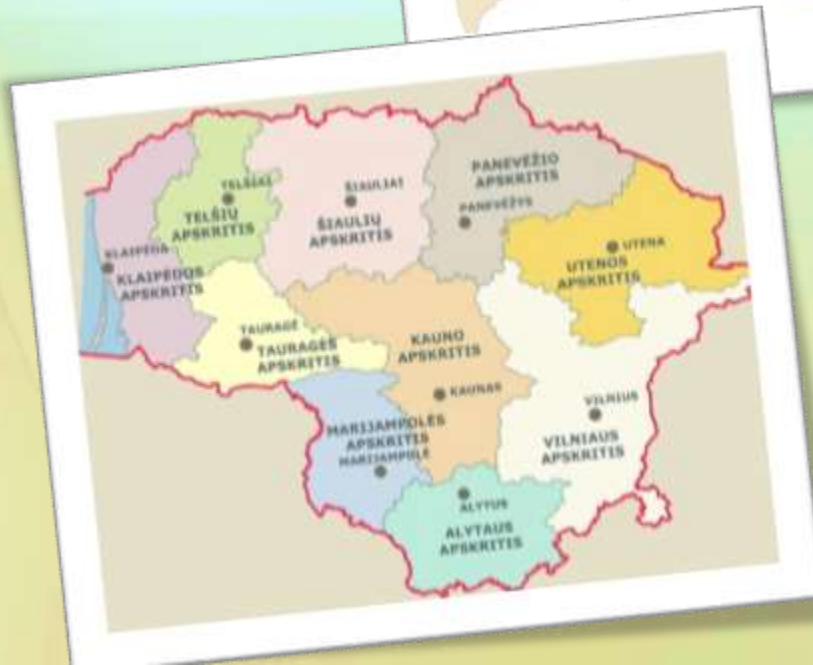 PANEVĖŽIO
APSKRITIS
PANEVĖŽYS
ŠIAULIAI
ŠIAULIŲ
APSKRITIS
TELŠIAI
TELŠIŲ
APSKRITIS
KLAIPĖDA
KLAIPĖDOS
APSKRITIS
UTENA
UTENOS
APSKRITIS
TAURAGĖ
TAURAGĖS
APSKRITIS
KAUNO
APSKRITIS
KAUNAS
VILNIUS
VILNIAUS
APSKRITIS
MARIJAMPOLĖS
APSKRITIS
MARIJAMPOLĖ
ALYTUS
ALYTAUS
APSKRITIS